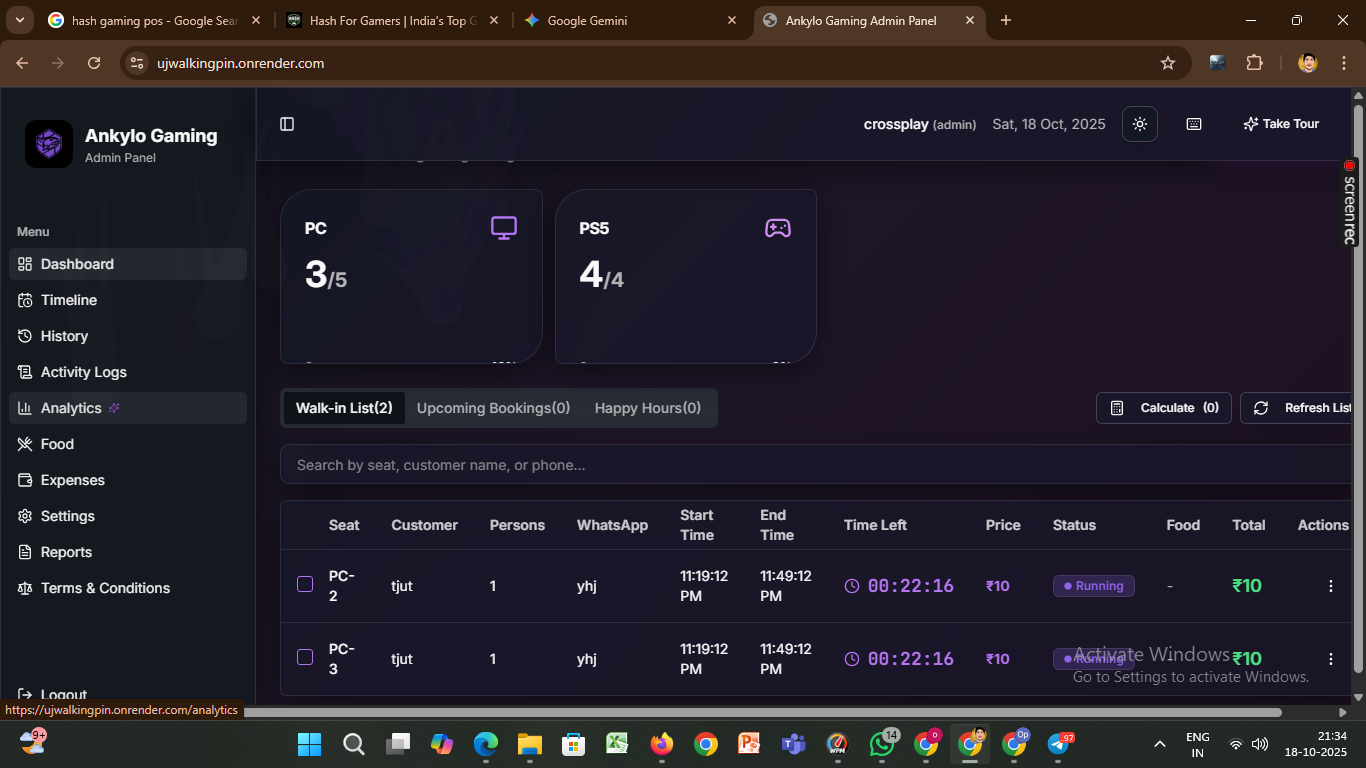 hash gaming pos - Google Sear
Hash For Gamers | India's Top G
Google Gemini
Ankylo Gaming Admin Panel
ujwalkingpin.onrender.com
Ankylo Gaming
Admin Panel
crossplay (admin)
Sat, 18 Oct, 2025
Take Tour
screenrec
Menu
Dashboard
Timeline
History
Activity Logs
Analytics
Food
Expenses
Settings
Reports
Terms & Conditions
Logout
PC
3/5
PS5
4/4
Walk-in List(2)
Upcoming Bookings(0)
Happy Hours(0)
Calculate (0)
Refresh List
Search by seat, customer name, or phone...
Seat Customer Persons WhatsApp Start Time End Time Time Left Price Status Food Total Actions
PC-2 tjut 1 yhj 11:19:12 PM 11:49:12 PM 00:22:16 ₹10 Running - ₹10
PC-3 tjut 1 yhj 11:19:12 PM 11:49:12 PM 00:22:16 ₹10 Running - ₹10
Activate Windows
Go to Settings to activate Windows.
https://ujwalkingpin.onrender.com/analytics
9+
14
97
ENG
IN
21:34
18-10-2025